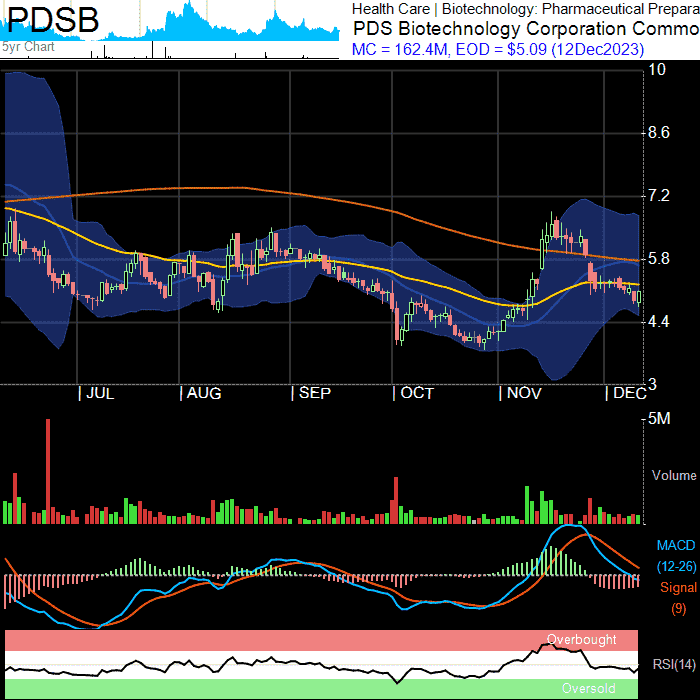 PDSB
5yr Chart
Health Care | Biotechnology: Pharmaceutical Prepara
PDS Biotechnology Corporation Commo
MC = 162.4M, EOD = $5.09 (12Dec2023)
10
8.6
7.2
5.8
4.4
3
| JUL | AUG | SEP | OCT | NOV | DEC
5M
Volume
MACD
(12-26)
Signal
(9)
Overbought
RSI(14)
Oversold